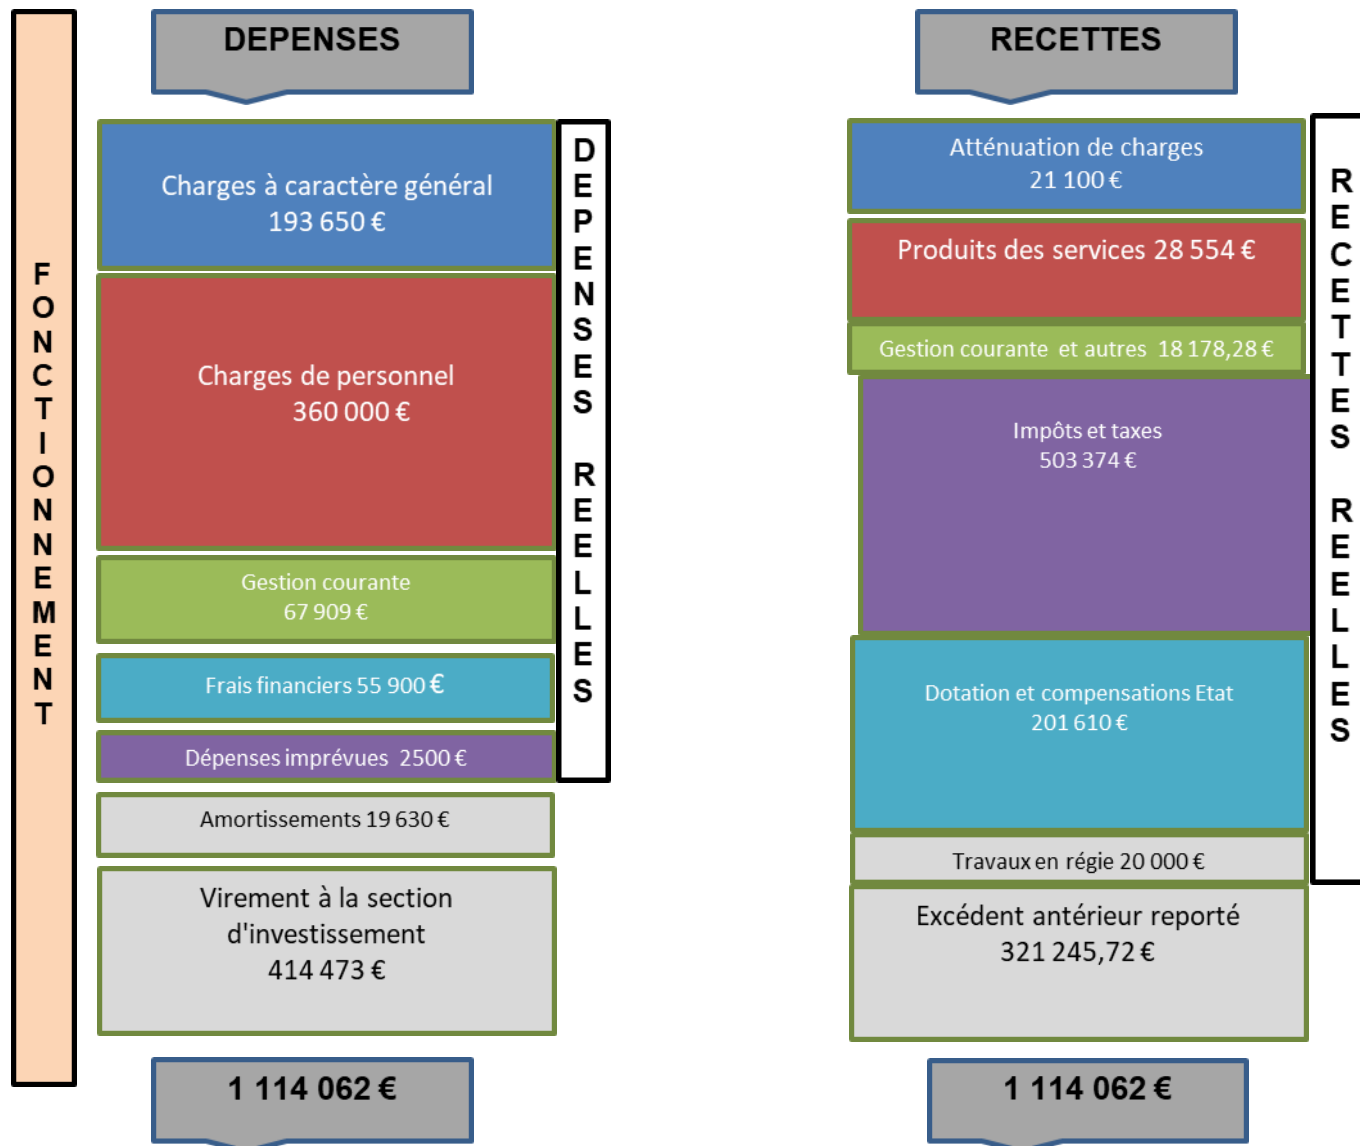 FONCTIONNEMENT
DEPENSES
Charges à caractère général
193 650 €
Charges de personnel
360 000 €
Gestion courante
67 909 €
Frais financiers 55 900 €
Dépenses imprévues 2500 €
Amortissements 19 630 €
Virement à la section
d'investissement
414 473 €
1 114 062 €
DEPENSES REELLES
RECETTES
Atténuation de charges
21 100 €
Produits des services 28 554 €
Gestion courante et autres 18 178,28 €
Impôts et taxes
503 374 €
Dotation et compensations Etat
201 610 €
Travaux en régie 20 000 €
Excédent antérieur reporté
321 245,72 €
1 114 062 €
RECETTES REELLES